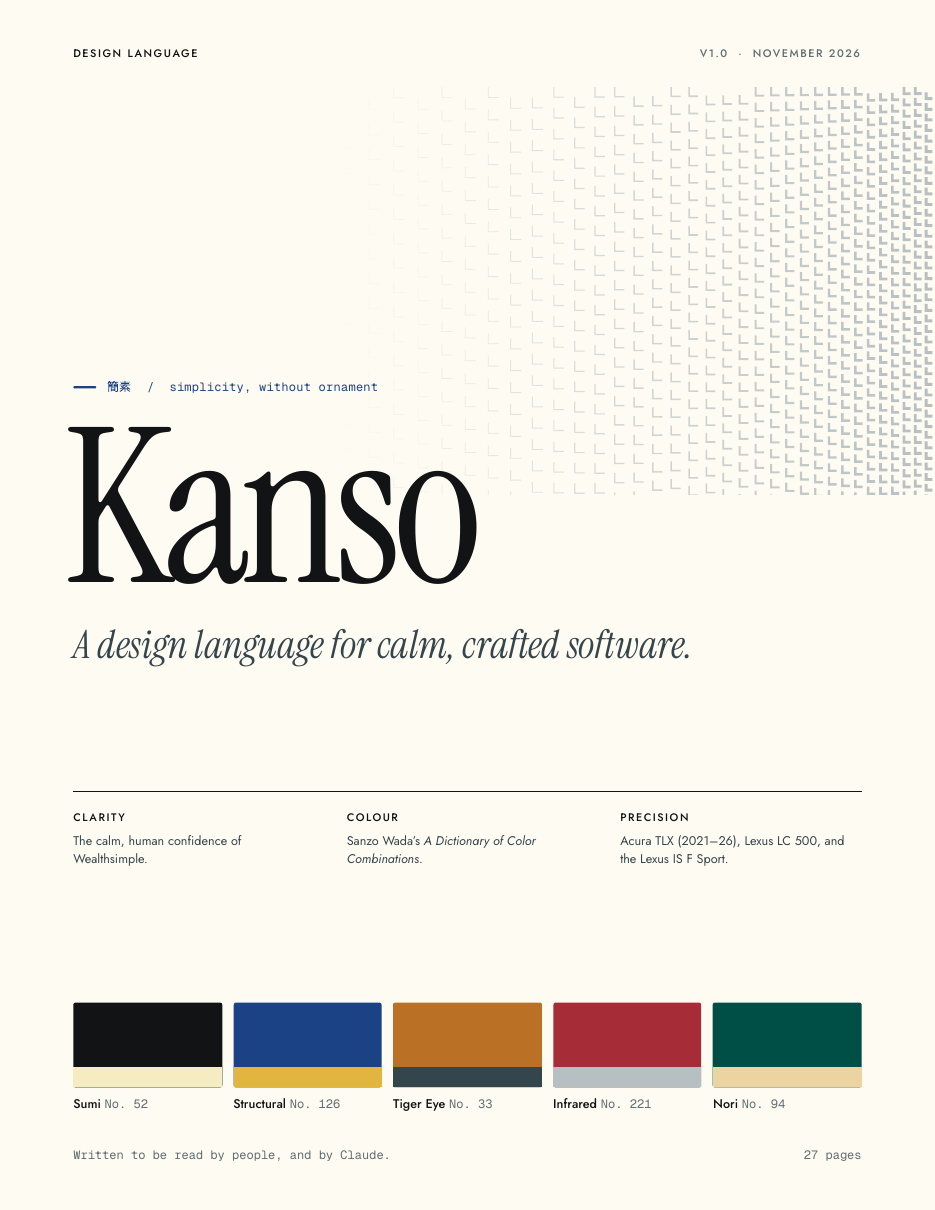 DESIGN LANGUAGE
V1.0 · NOVEMBER 2026
簡素 / simplicity, without ornament
Kanso
A design language for calm, crafted software.
CLARITY
The calm, human confidence of
Wealthsimple.
COLOUR
Sanzo Wada's A Dictionary of Color
Combinations.
PRECISION
Acura TLX (2021–26), Lexus LC 500, and
the Lexus IS F Sport.
Sumi No. 52
Structural No. 126
Tiger Eye No. 33
Infrared No. 221
Nori No. 94
Written to be read by people, and by Claude.
27 pages